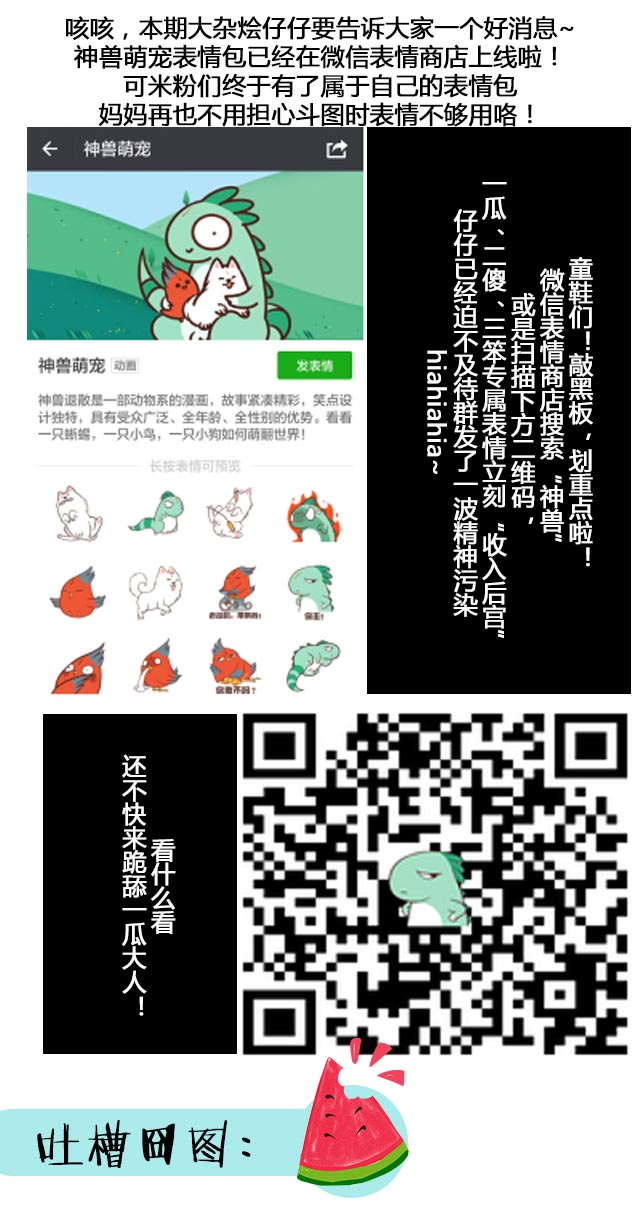 咳咳，本期大杂烩仔仔要告诉大家一个好消息~
神兽萌宠表情包已经在微信表情商店上线啦！
可米粉们终于有了属于自己的表情包
妈妈再也不用担心斗图时表情不够用咯！
神兽萌宠
神兽萌宠 动画
发表情
神兽退散是一部动物系的漫画，故事紧凑精彩，笑点设
计独特，具有受众广泛、全年龄、全性别的优势。看看
一只蜥蜴，一只小鸟，一只小狗如何萌翻世界！
长按表情可预览
你看不吗？
童鞋们！敲黑板，划重点啦！
微信表情商店搜索“神兽”
或是扫描下方二维码，
一瓜、二傻、三笨专属表情立刻“收入后宫”
仔仔已经迫不及待群发了一波精神污染
hiahiahia~
看什么看
还不快来跪舔一瓜大人！
吐槽囧图：